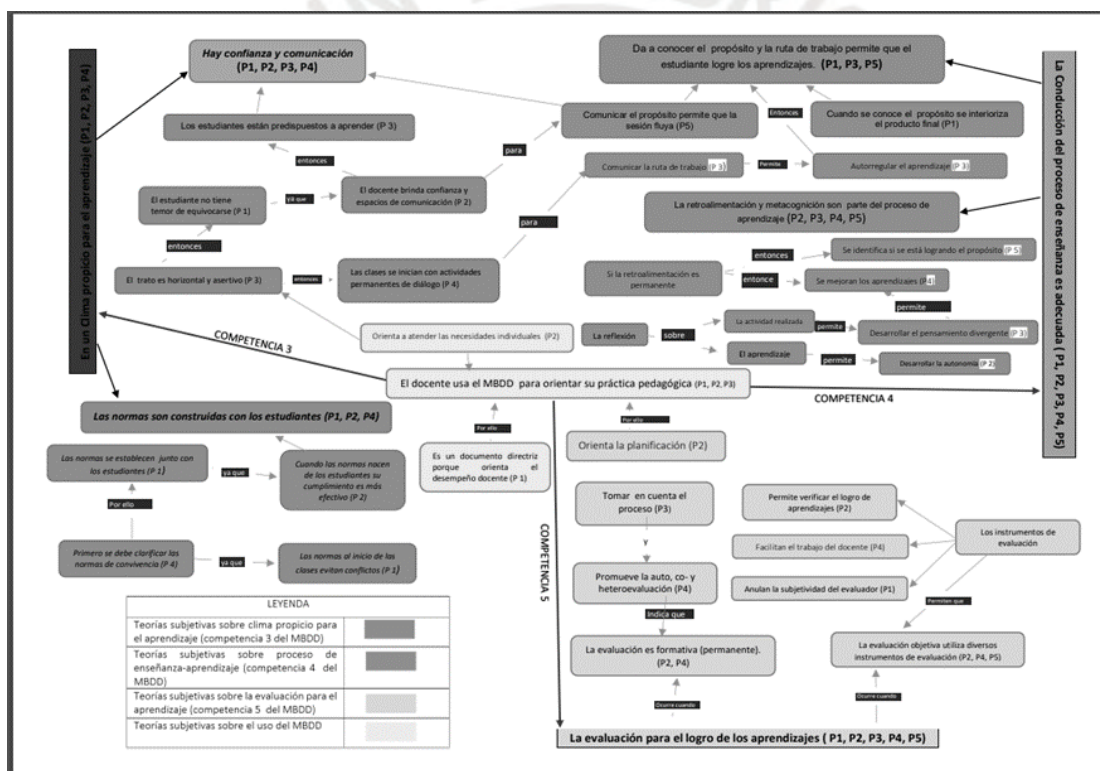 En un Clima propicio para el aprendizaje (P1, P2, P3, P4)
Hay confianza y comunicación
(P1, P2, P3, P4)
Los estudiantes están predispuestos a aprender (P 3)
entonces
El estudiante no tiene
temor de equivocarse (P 1)
ya que
El docente brinda confianza y
espacios de comunicación (P 2)
para
entonces
El trato es horizontal y asertivo (P 3)
entonces
Las clases se inician con actividades
permanentes de diálogo (P 4)
para
Da a conocer el propósito y la ruta de trabajo permite que el
estudiante logre los aprendizajes. (P1, P3, P5)
Comunicar el propósito permite que la
sesión fluya (P5)
Entonces
Cuando se conoce el propósito se interioriza
el producto final (P1)
Comunicar la ruta de trabajo (P 3)
Permite
Autorregular el aprendizaje (P 3)
La retroalimentación y metacognición son parte del proceso de
aprendizaje (P2, P3, P4, P5)
Si la retroalimentación es
permanente
entonces
Se identifica si se está logrando el propósito (P 5)
entonce
Se mejoran los aprendizajes (P4)
permite
La reflexión
sobre
La actividad realizada
permite
Desarrollar el pensamiento divergente (P 3)
El aprendizaje
permite
Desarrollar la autonomía (P 2)
La Conducción del proceso de enseñanza es adecuada ( P1, P2, P3, P4, P5)
COMPETENCIA 3
Orienta a atender las necesidades individuales (P2)
El docente usa el MBDD para orientar su práctica pedagógica (P1, P2, P3)
COMPETENCIA 4
Por ello
Es un documento directriz
porque orienta el
desempeño docente (P 1)
Por ello
Orienta la planificación (P2)
Las normas son construidas con los estudiantes (P1, P2, P4)
Las normas se establecen junto con
los estudiantes (P 1)
ya que
Cuando las normas nacen
de los estudiantes su
cumplimiento es más
efectivo (P 2)
Por ello
Primero se debe clarificar las
normas de convivencia (P 4)
ya que
Las normas al inicio de las
clases evitan conflictos (P 1)
COMPETENCIA 5
Tomar en cuenta el
proceso (P3)
y
Promueve la auto, co- y
heteroevaluación (P4)
Indica que
La evaluación es formativa (permanente).
(P2, P4)
Ocurre cuando
Permite verificar el logro de
aprendizajes (P2)
Facilitan el trabajo del docente (P4)
Anulan la subjetividad del evaluador (P1)
Los instrumentos de
evaluación
Permiten que
La evaluación objetiva utiliza diversos
instrumentos de evaluación (P2, P4, P5)
Ocurre cuando
La evaluación para el logro de los aprendizajes ( P1, P2, P3, P4, P5)
LEYENDA
Teorías subjetivas sobre clima propicio para
el aprendizaje (competencia 3 del MBDD)
Teorías subjetivas sobre proceso de
enseñanza-aprendizaje (competencia 4 del
MBDD)
Teorías subjetivas sobre la evaluación para el
aprendizaje (competencia 5 del MBDD)
Teorías subjetivas sobre el uso del MBDD